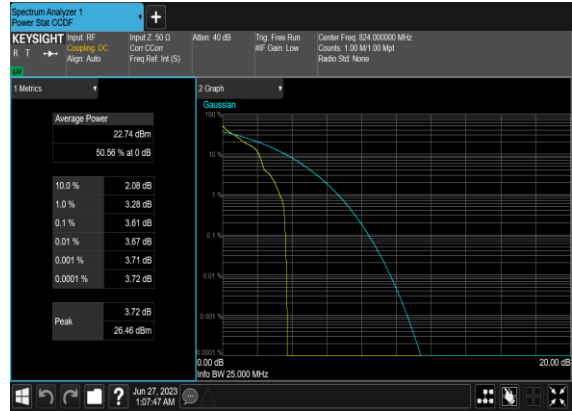 Spectrum Analyzer 1
Power Stat CCDF
KEYSIGHT
R T
Input: RF
Coupling: DC
Align: Auto
Input Z: 50 Ω
Corr CCorr
Freq Ref: Int (S)
Atten: 40 dB
Trig: Free Run
#IF Gain: Low
Center Freq: 824.000000 MHz
Counts: 1.00 M/1.00 Mpt
Radio Std: None
1 Metrics
Average Power
22.74 dBm
50.56 % at 0 dB
10.0 % 2.08 dB
1.0 % 3.28 dB
0.1 % 3.61 dB
0.01 % 3.67 dB
0.001 % 3.71 dB
0.0001 % 3.72 dB
Peak
3.72 dB
26.46 dBm
2 Graph
Gaussian
100 %
10 %
1 %
0.1 %
0.01 %
0.001 %
0.0001 %
0.00 dB 20.00 dB
Info BW 25.000 MHz
? Jun 27, 2023
1:07:47 AM